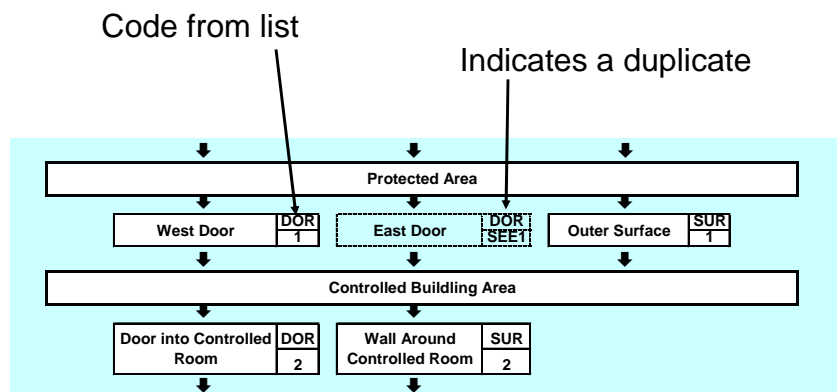 Code from list
Indicates a duplicate
Protected Area
West Door
DOR
1
East Door
DOR
SEE1
Outer Surface
SUR
1
Controlled Buildling Area
Door into Controlled
Room
DOR
2
Wall Around
Controlled Room
SUR
2